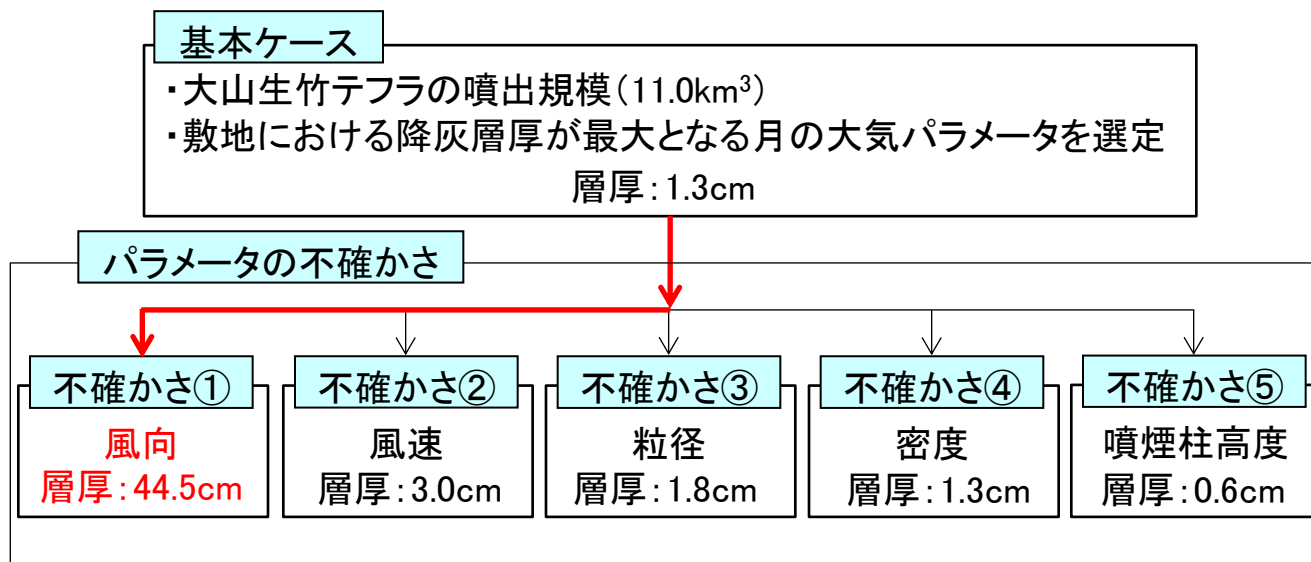 基本ケース
・大山生竹テフラの噴出規模(11.0km³)
・敷地における降灰層厚が最大となる月の大気パラメータを選定
層厚:1.3cm
パラメータの不確かさ
不確かさ①
風向
層厚:44.5cm
不確かさ②
風速
層厚:3.0cm
不確かさ③
粒径
層厚:1.8cm
不確かさ④
密度
層厚:1.3cm
不確かさ⑤
噴煙柱高度
層厚:0.6cm